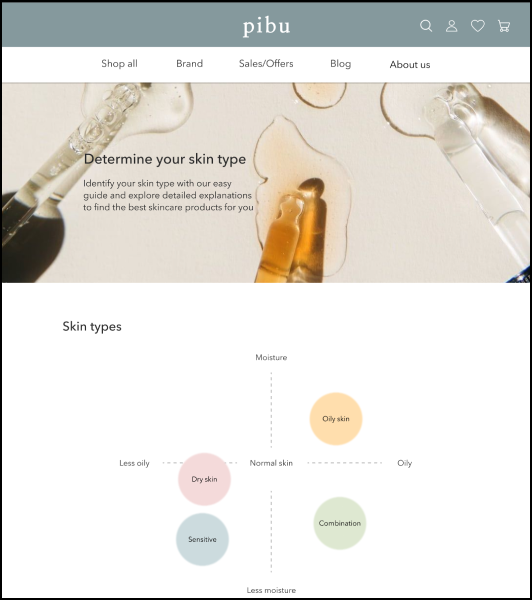 pibu
Shop all
Brand
Sales/Offers
Blog
About us
Determine your skin type
Identify your skin type with our easy
guide and explore detailed explanations
to find the best skincare products for you
Skin types
Moisture
Oily skin
Less oily
Normal skin
Oily
Dry skin
Combination
Sensitive
Less moisture